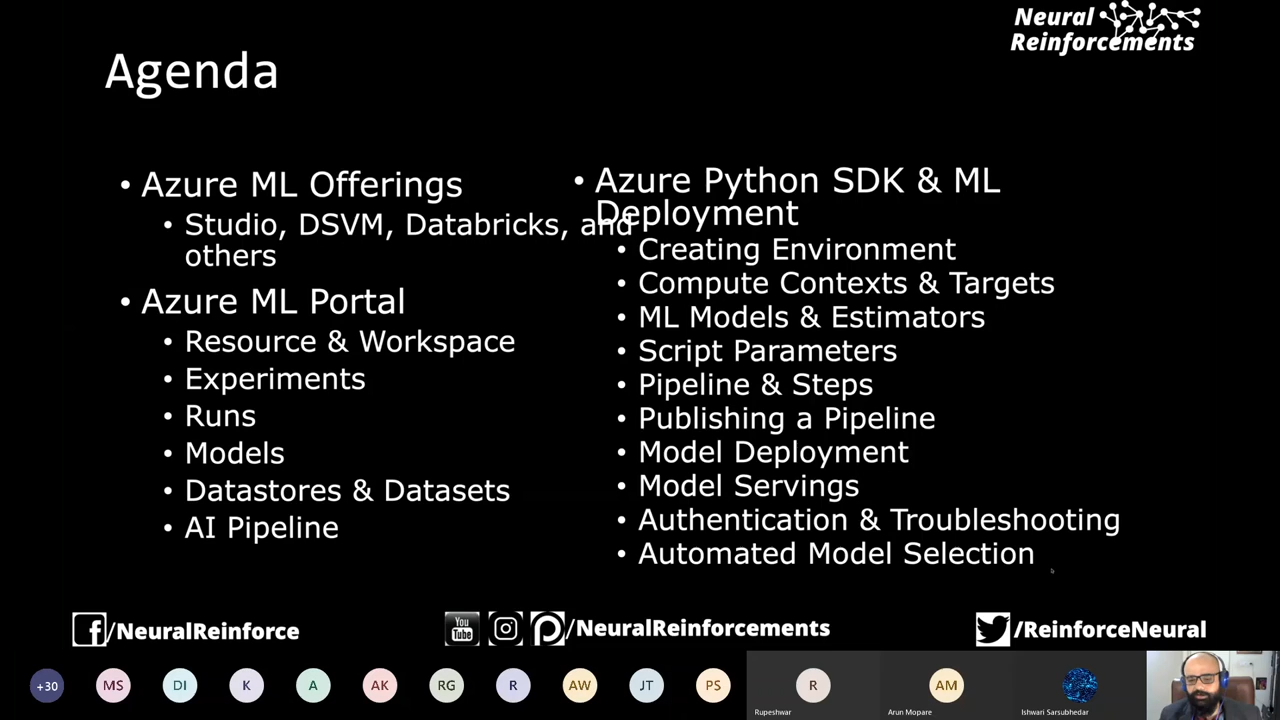 Neural
Reinforcements
Agenda
• Azure ML Offerings
• Studio, DSVM, Databricks, and
others
• Azure ML Portal
• Resource & Workspace
• Experiments
• Runs
• Models
• Datastores & Datasets
• AI Pipeline
• Azure Python SDK & ML
Deployment
• Creating Environment
• Compute Contexts & Targets
• ML Models & Estimators
• Script Parameters
• Pipeline & Steps
• Publishing a Pipeline
• Model Deployment
• Model Servings
• Authentication & Troubleshooting
• Automated Model Selection
/NeuralReinforce
You
Tube
/NeuralReinforcements
/ReinforceNeural
+30
MS
DI
K
A
AK
RG
R
AW
JT
PS
R
AM
Rupeshwar
Arun Mopare
Ishwari Sarsubhedar